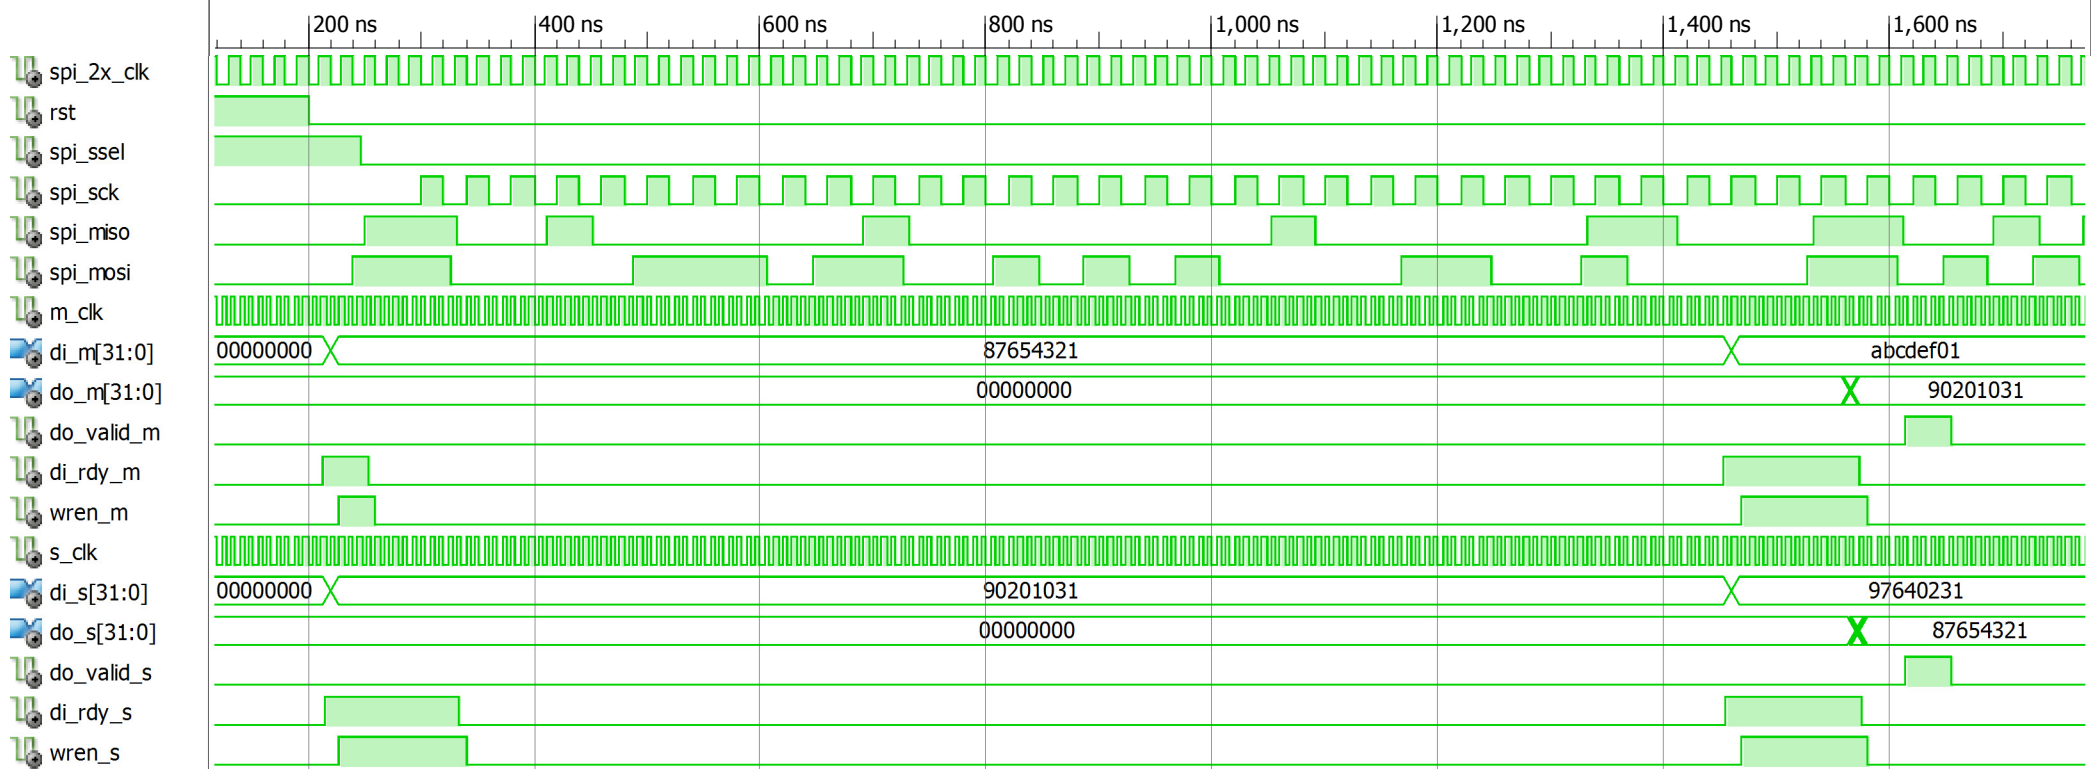 200 ns 400 ns 600 ns 800 ns 1,000 ns 1,200 ns 1,400 ns 1,600 ns
spi_2x_clk
rst
spi_ssel
spi_sck
spi_miso
spi_mosi
m_clk
di_m[31:0] 00000000 87654321 abcdef01
do_m[31:0] 00000000 90201031
do_valid_m
di_rdy_m
wren_m
s_clk
di_s[31:0] 00000000 90201031 97640231
do_s[31:0] 00000000 87654321
do_valid_s
di_rdy_s
wren_s